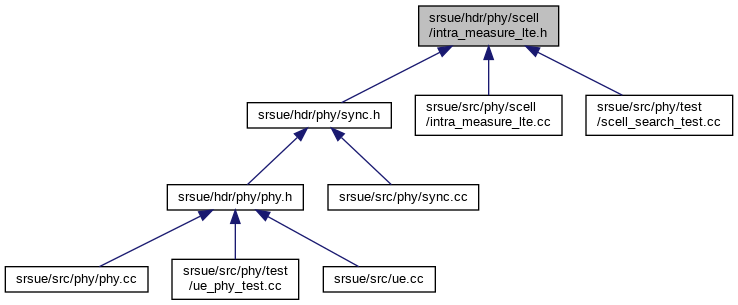 srsue/hdr/phy/scell
/intra_measure_lte.h
srsue/hdr/phy/sync.h
srsue/src/phy/scell
/intra_measure_lte.cc
srsue/src/phy/test
/scell_search_test.cc
srsue/hdr/phy/phy.h
srsue/src/phy/sync.cc
srsue/src/phy/phy.cc
srsue/src/phy/test
/ue_phy_test.cc
srsue/src/ue.cc